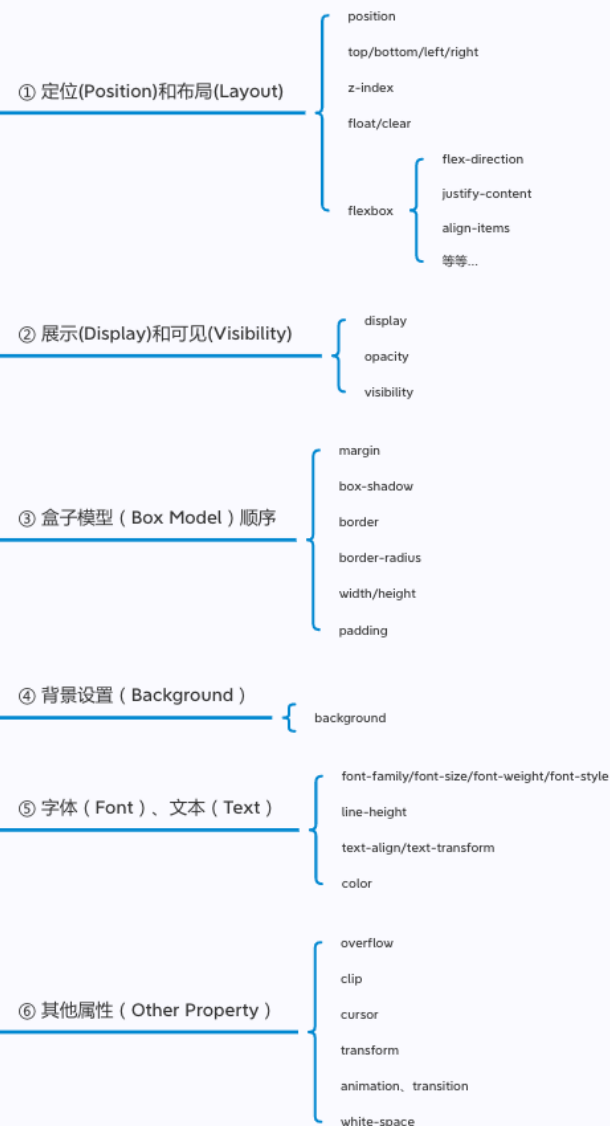 ① 定位(Position)和布局(Layout)
position
top/bottom/left/right
z-index
float/clear
flexbox
flex-direction
justify-content
align-items
等等...
② 展示(Display)和可见(Visibility)
display
opacity
visibility
③ 盒子模型（Box Model）顺序
margin
box-shadow
border
border-radius
width/height
padding
④ 背景设置（Background）
background
⑤ 字体（Font）、文本（Text）
font-family/font-size/font-weight/font-style
line-height
text-align/text-transform
color
⑥ 其他属性（Other Property）
overflow
clip
cursor
transform
animation、transition
white-space